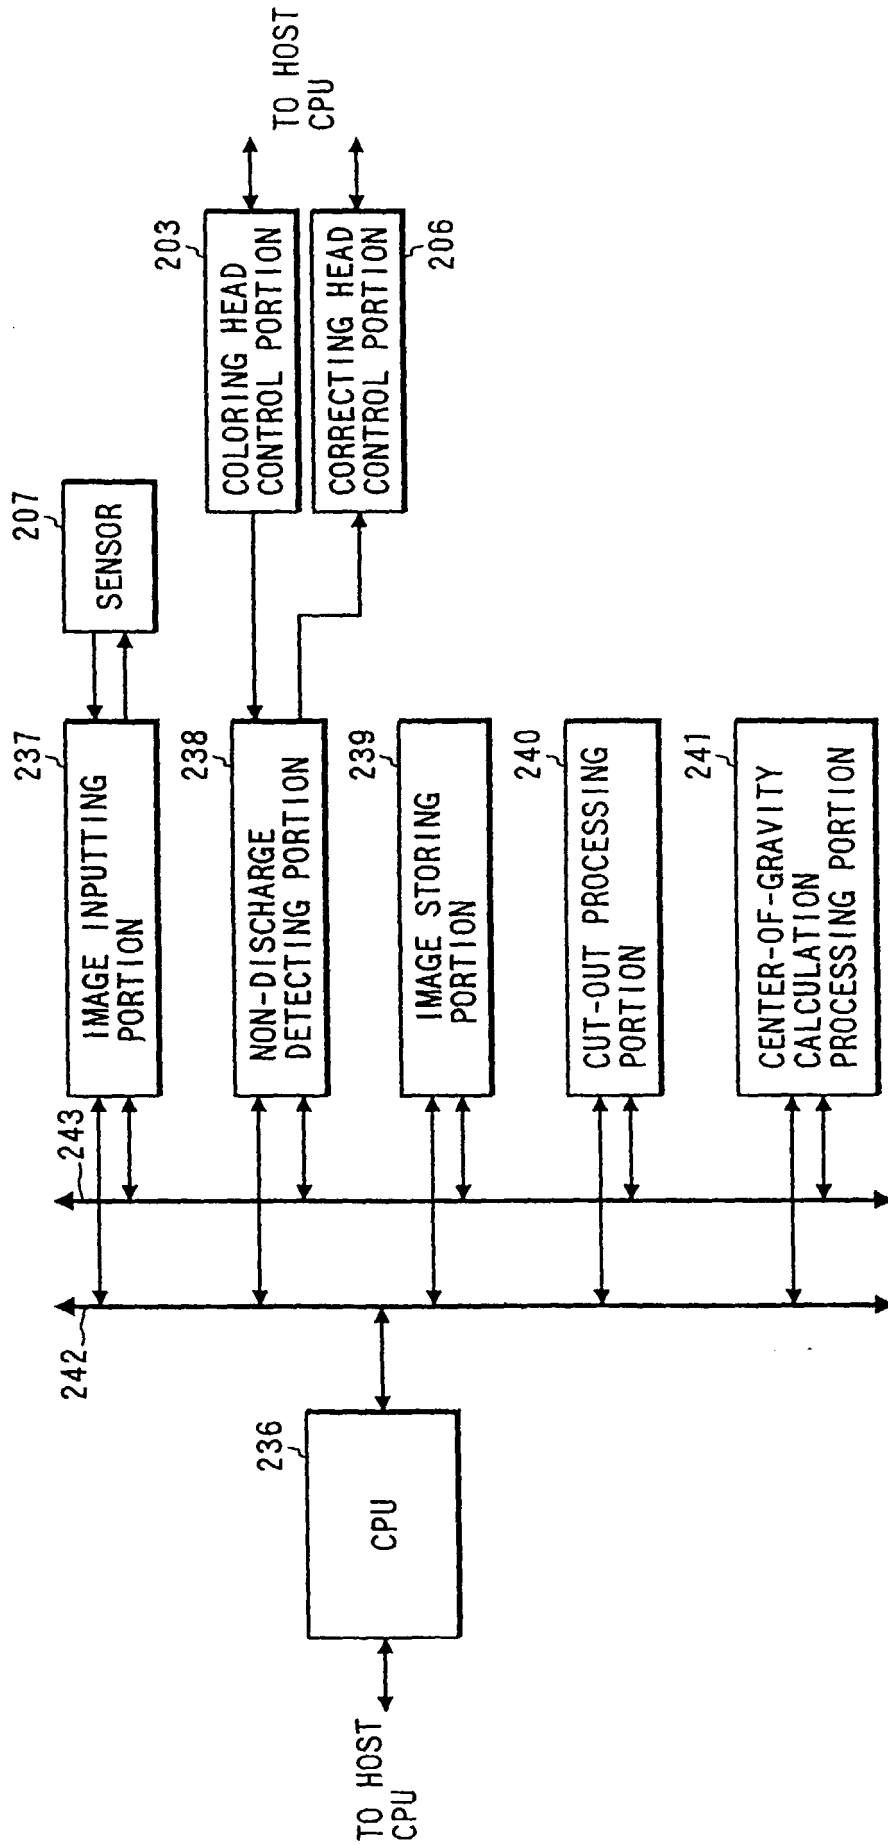 TO HOST
CPU
236
CPU
242
243
237
IMAGE INPUTTING
PORTION
207
SENSOR
238
NON-DISCHARGE
DETECTING PORTION
203
COLORING HEAD
CONTROL PORTION
CORRECTING HEAD
CONTROL PORTION
206
TO HOST
CPU
239
IMAGE STORING
PORTION
240
CUT-OUT PROCESSING
PORTION
241
CENTER-OF-GRAVITY
CALCULATION
PROCESSING PORTION